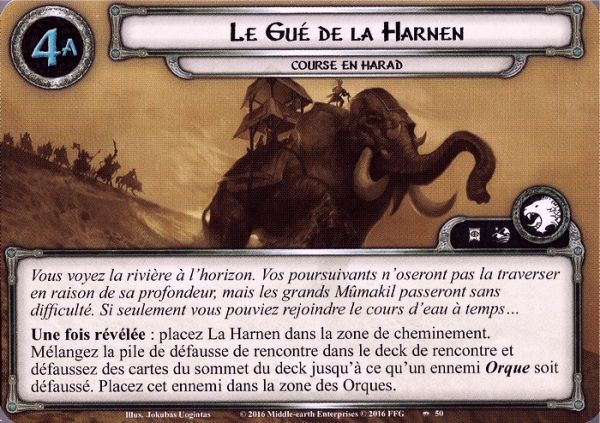 4A
LE GUÉ DE LA HARNEN
COURSE EN HARAD
Vous voyez la rivière à l'horizon. Vos poursuivants n'oseront pas la traverser
en raison de sa profondeur, mais les grands Mûmakil passeront sans
difficulté. Si seulement vous pouviez rejoindre le cours d'eau à temps…
Une fois révélée : placez La Harnen dans la zone de cheminement.
Mélangez la pile de défausse de rencontre dans le deck de rencontre et
défaussez des cartes du sommet du deck jusqu'à ce qu'un ennemi Orque soit
défaussé. Placez cet ennemi dans la zone des Orques.
Illus. Jokubas Uogintas © 2016 Middle-earth Enterprises © 2016 FFG 50